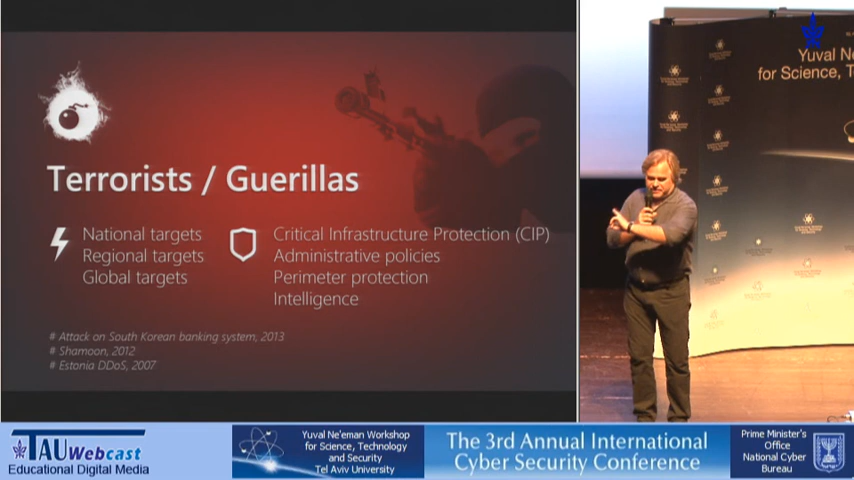 Terrorists / Guerillas
National targets
Regional targets
Global targets
Critical Infrastructure Protection (CIP)
Administrative policies
Perimeter protection
Intelligence
# Attack on South Korean banking system, 2013
# Shamoon, 2012
# Estonia DDoS, 2007
Yuval Ne
for Science, T
TAU Webcast
Educational Digital Media
Yuval Ne'eman Workshop
for Science, Technology
and Security
Tel Aviv University
The 3rd Annual International
Cyber Security Conference
Prime Minister's
Office
National Cyber
Bureau